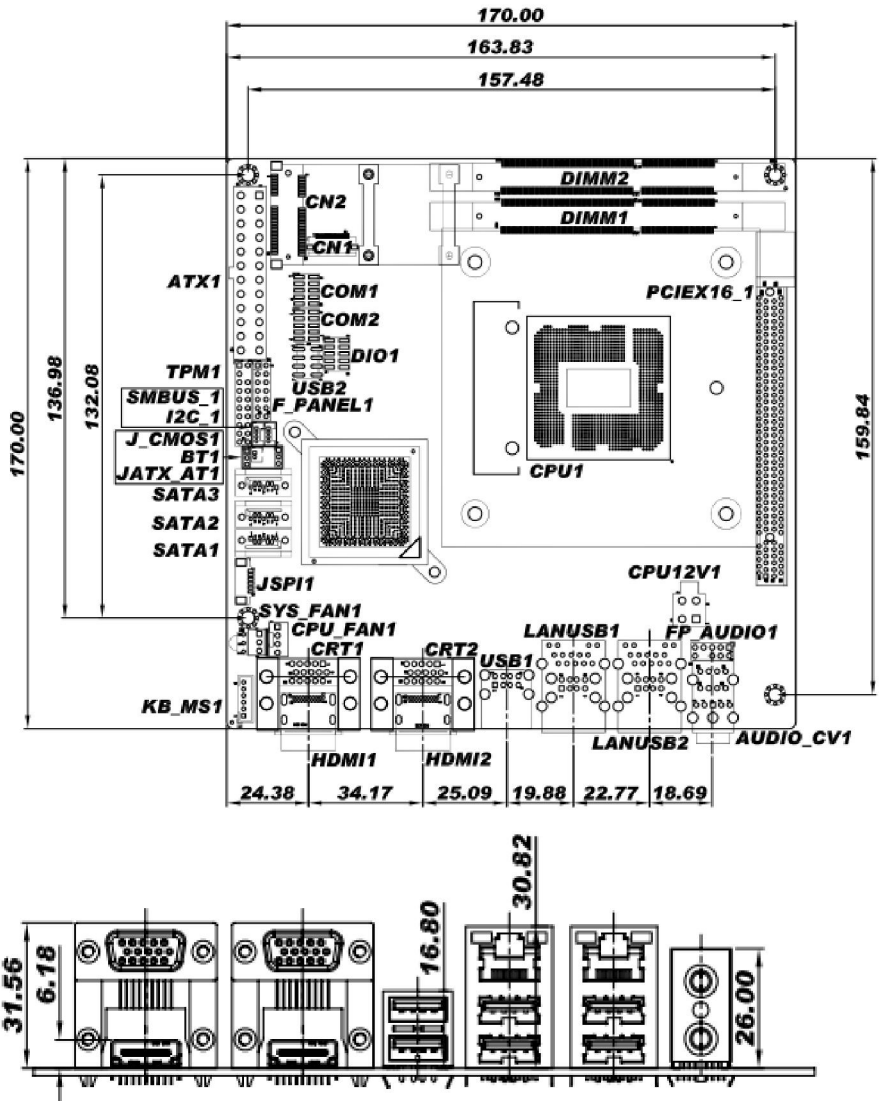 170.00
163.83
157.48
DIMM2
CN2
DIMM1
CN1
ATX1
PCIEX16_1
COM1
COM2
DIO1
TPM1
USB2
SMBUS_1
F_PANEL1
I2C_1
J_CMOS1
BT1
JATX_AT1
CPU1
SATA3
SATA2
SATA1
136.98
132.08
170.00
159.84
JSPI1
CPU12V1
SYS_FAN1
CPU_FAN1
LANUSB1
FP_AUDIO1
CRT1
CRT2
USB1
KB_MS1
AUDIO_CV1
LANUSB2
HDMI1
HDMI2
24.38
34.17
25.09
19.88
22.77
18.69
31.56
6.18
16.80
30.82
26.00